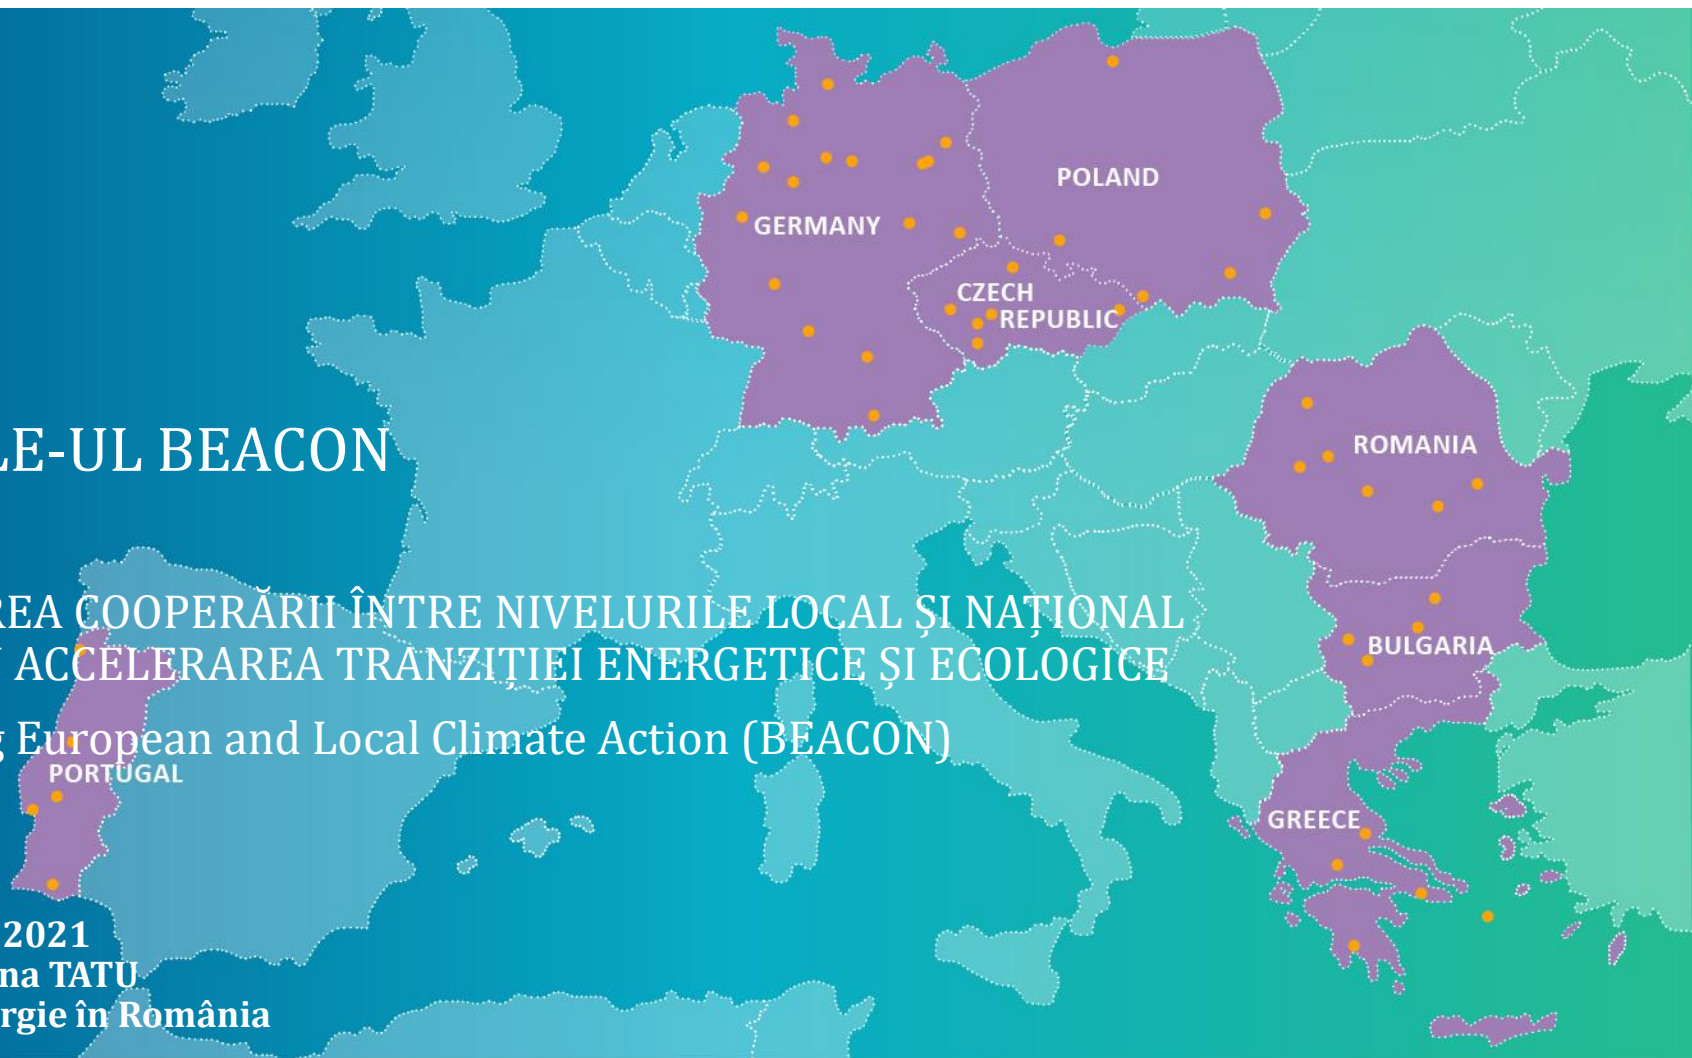 LE-UL BEACON
REA COOPERĂRII ÎNTRE NIVELURILE LOCAL ȘI NAȚIONAL
ACCELERAREA TRANZIȚIEI ENERGETICE ȘI ECOLOGICE
g European and Local Climate Action (BEACON)
2021
na TATU
rgie în România
POLAND
GERMANY
CZECH
REPUBLIC
ROMANIA
BULGARIA
PORTUGAL
GREECE